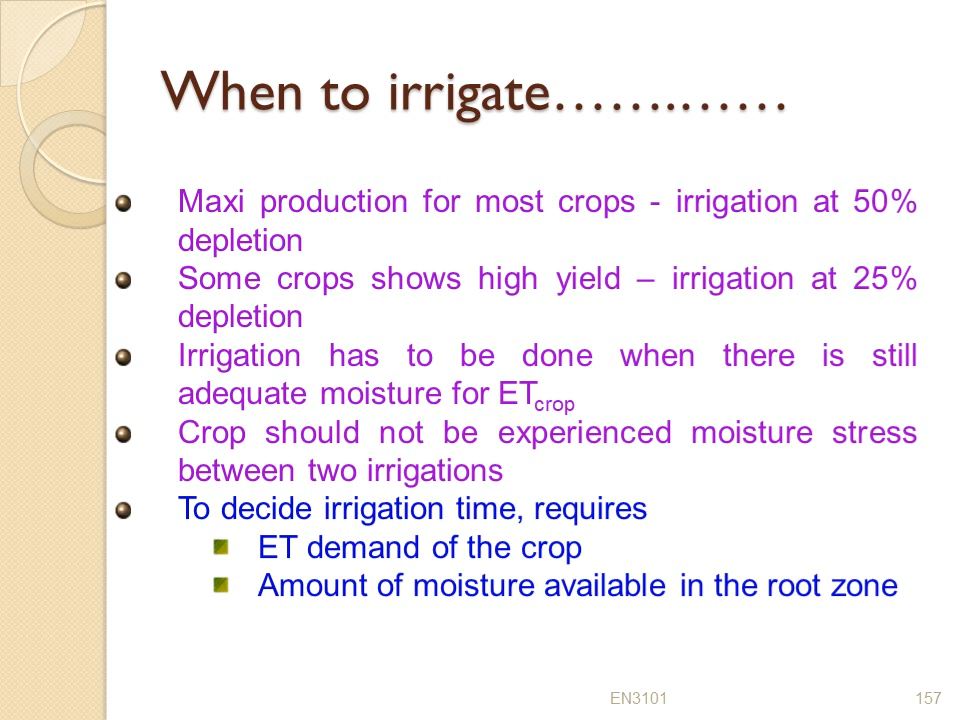 When to irrigate…….……
Maxi production for most crops - irrigation at 50%
depletion
Some crops shows high yield – irrigation at 25%
depletion
Irrigation has to be done when there is still
adequate moisture for ETcrop
Crop should not be experienced moisture stress
between two irrigations
To decide irrigation time, requires
ET demand of the crop
Amount of moisture available in the root zone
EN3101 157